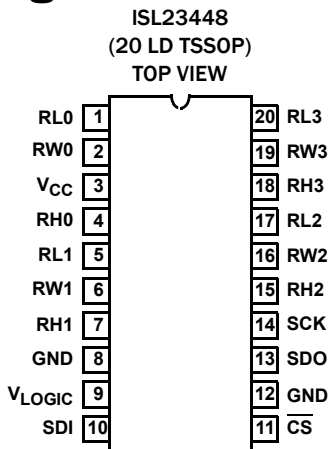 ISL23448
(20 LD TSSOP)
TOP VIEW
RL0 1 20 RL3
RW0 2 19 RW3
VCC 3 18 RH3
RH0 4 17 RL2
RL1 5 16 RW2
RW1 6 15 RH2
RH1 7 14 SCK
GND 8 13 SDO
VLOGIC 9 12 GND
SDI 10 11 CS